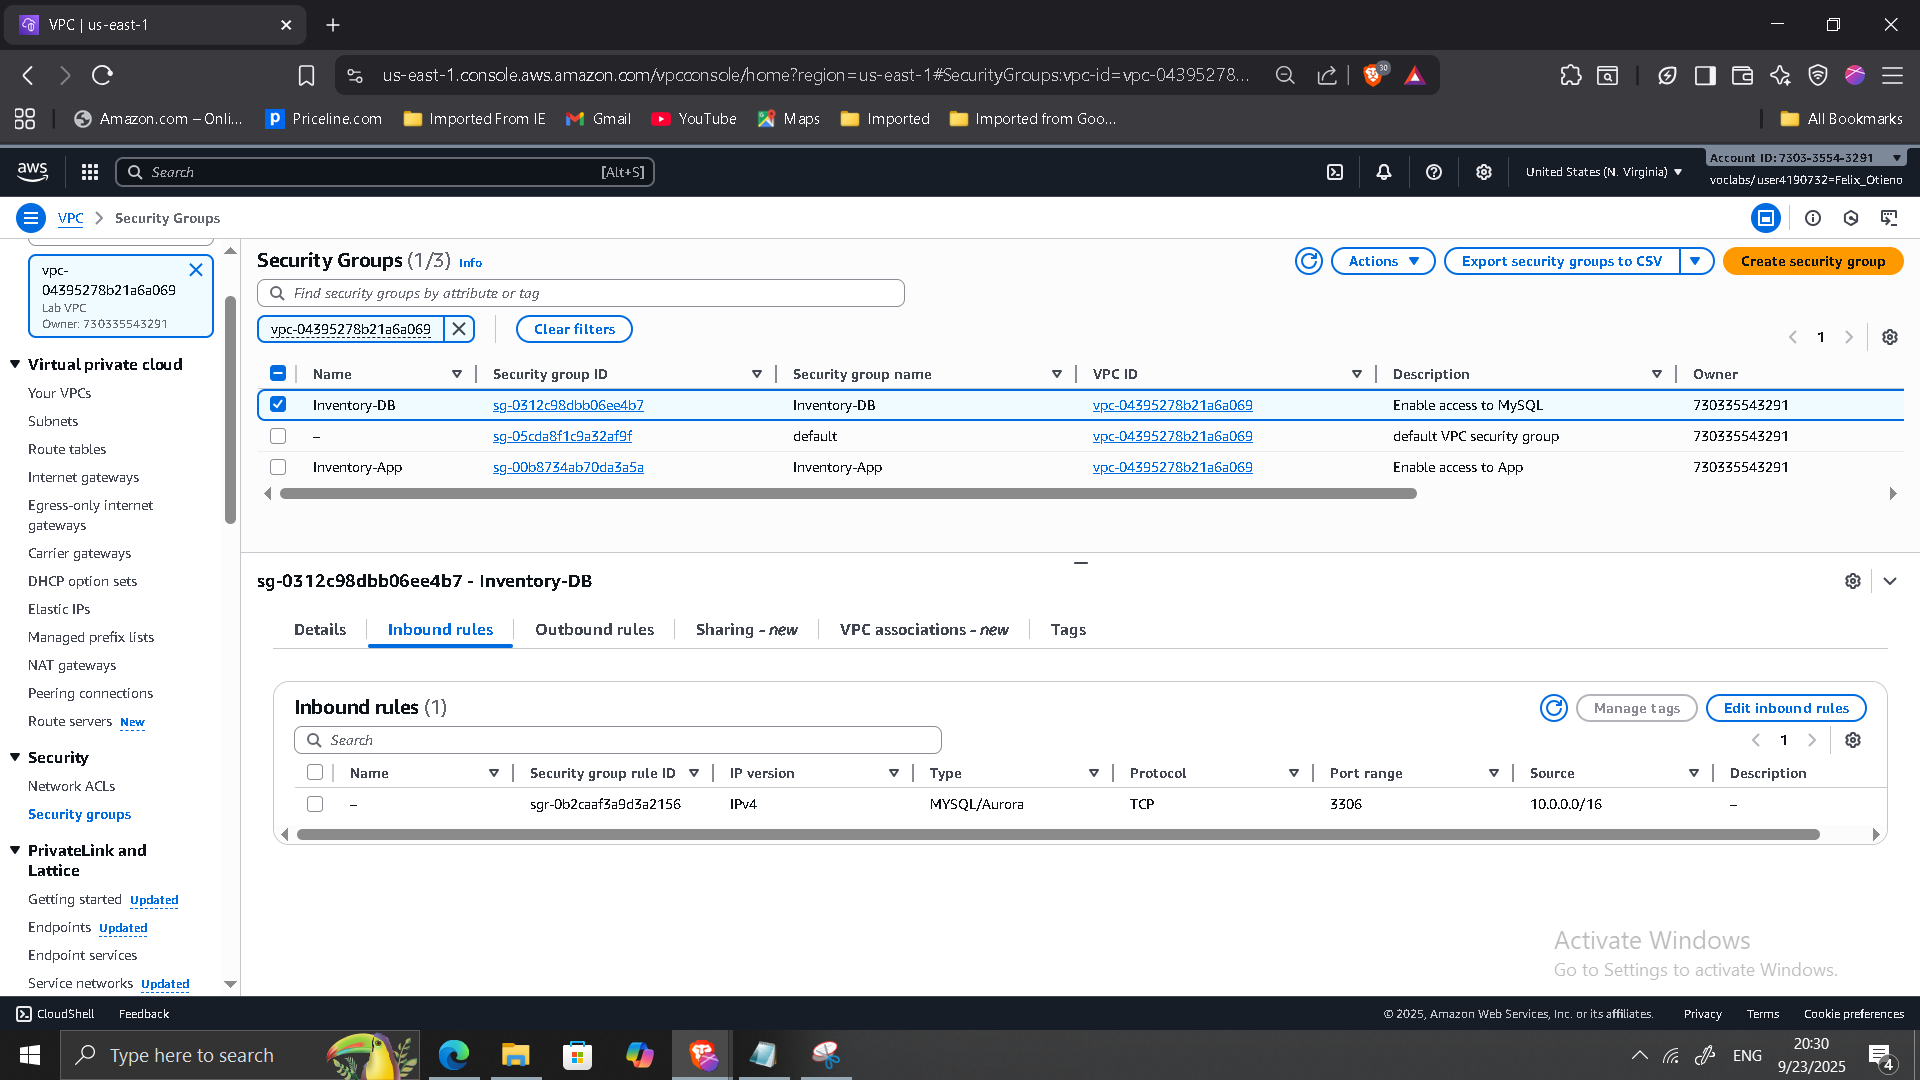 VPC | us-east-1
us-east-1.console.aws.amazon.com/vpcconsole/home?region=us-east-1#SecurityGroups:vpc-id=vpc-04395278...
30
Amazon.com – Onli...
Priceline.com
Imported From IE
Gmail
YouTube
Maps
Imported
Imported from Goo...
All Bookmarks
aws
Search
[Alt+S]
United States (N. Virginia)
Account ID: 7303-3554-3291
voclabs/user4190732=Felix_Otieno
VPC
Security Groups
vpc-
04395278b21a6a069
Lab VPC
Owner: 730335543291
Virtual private cloud
Your VPCs
Subnets
Route tables
Internet gateways
Egress-only internet
gateways
Carrier gateways
DHCP option sets
Elastic IPs
Managed prefix lists
NAT gateways
Peering connections
Route servers New
Security
Network ACLs
Security groups
PrivateLink and
Lattice
Getting started Updated
Endpoints Updated
Endpoint services
Service networks Updated
Security Groups (1/3) Info
Actions
Export security groups to CSV
Create security group
Find security groups by attribute or tag
vpc-04395278b21a6a069
Clear filters
1
Name Security group ID Security group name VPC ID Description Owner
Inventory-DB sg-0312c98dbb06ee4b7 Inventory-DB vpc-04395278b21a6a069 Enable access to MySQL 730335543291
– sg-05cda8f1c9a32af9f default vpc-04395278b21a6a069 default VPC security group 730335543291
Inventory-App sg-00b8734ab70da3a5a Inventory-App vpc-04395278b21a6a069 Enable access to App 730335543291
sg-0312c98dbb06ee4b7 - Inventory-DB
Details Inbound rules Outbound rules Sharing - new VPC associations - new Tags
Inbound rules (1)
Manage tags
Edit inbound rules
Search
1
Name Security group rule ID IP version Type Protocol Port range Source Description
– sgr-0b2caaf3a9d3a2156 IPv4 MYSQL/Aurora TCP 3306 10.0.0.0/16 –
Activate Windows
Go to Settings to activate Windows.
CloudShell
Feedback
© 2025, Amazon Web Services, Inc. or its affiliates.
Privacy
Terms
Cookie preferences
Type here to search
ENG
20:30
9/23/2025
4